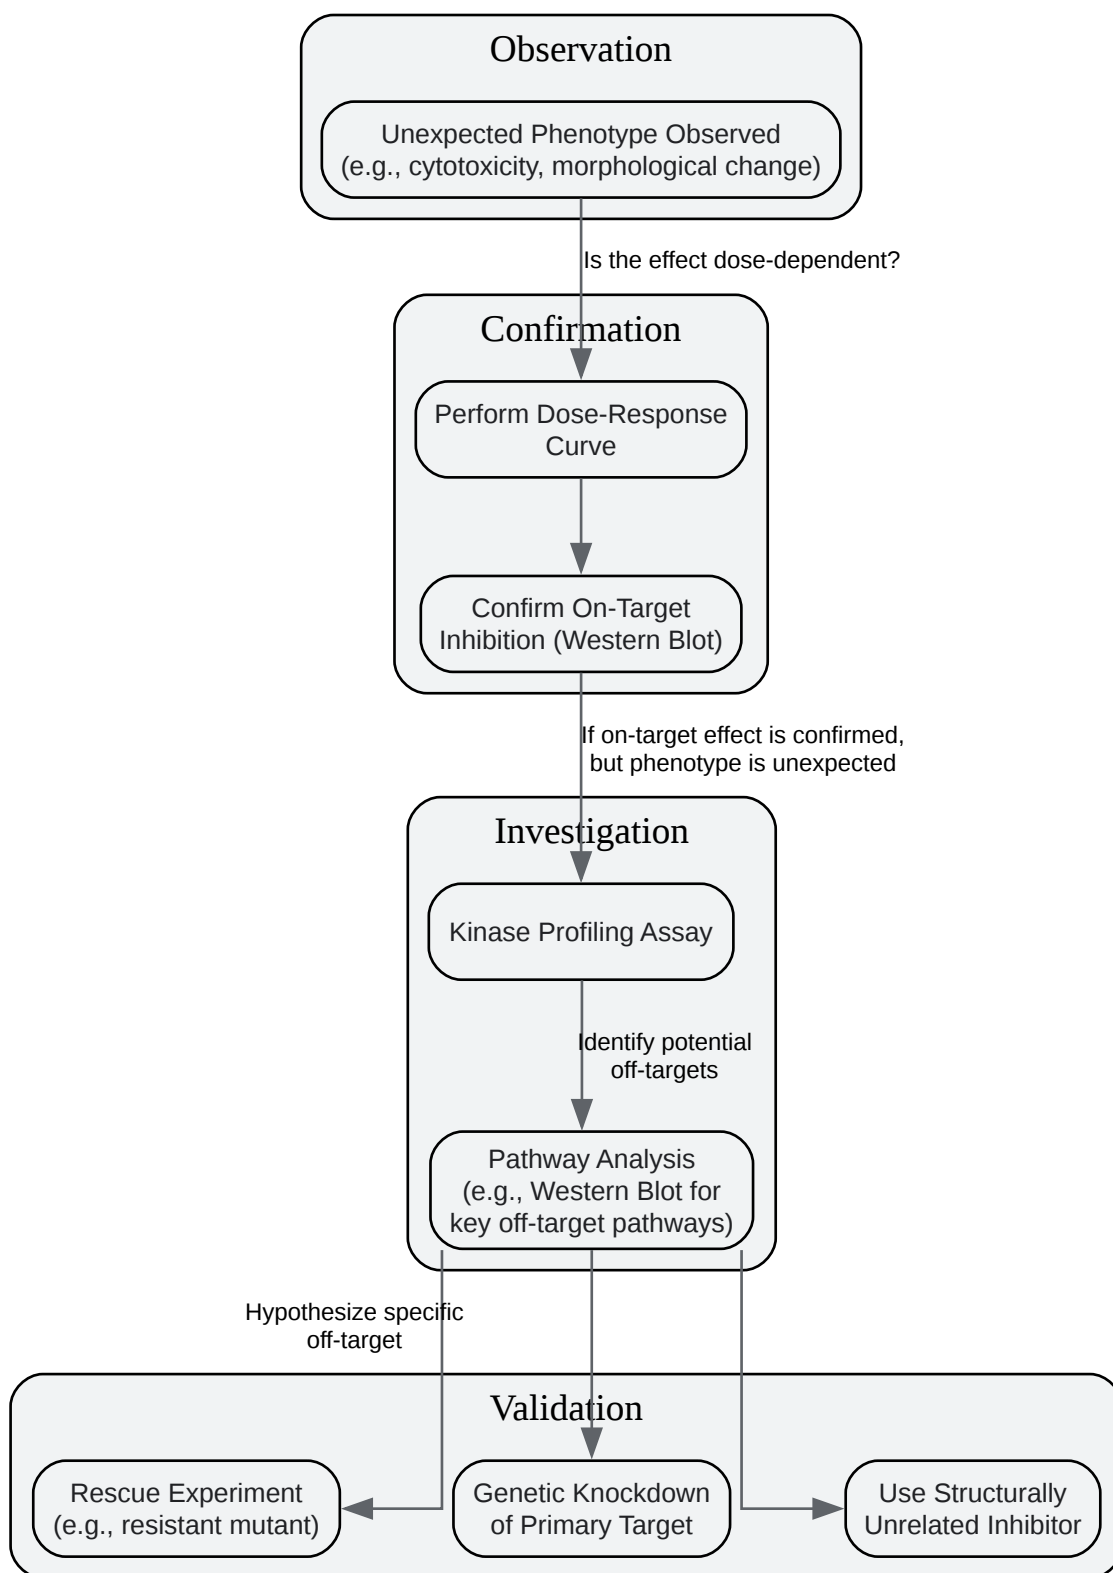 Observation
Unexpected Phenotype Observed
(e.g., cytotoxicity, morphological change)
Is the effect dose-dependent?
Confirmation
Perform Dose-Response
Curve
Confirm On-Target
Inhibition (Western Blot)
If on-target effect is confirmed,
but phenotype is unexpected
Investigation
Kinase Profiling Assay
Identify potential
off-targets
Pathway Analysis
(e.g., Western Blot for
key off-target pathways)
Hypothesize specific
off-target
Validation
Rescue Experiment
(e.g., resistant mutant)
Genetic Knockdown
of Primary Target
Use Structurally
Unrelated Inhibitor